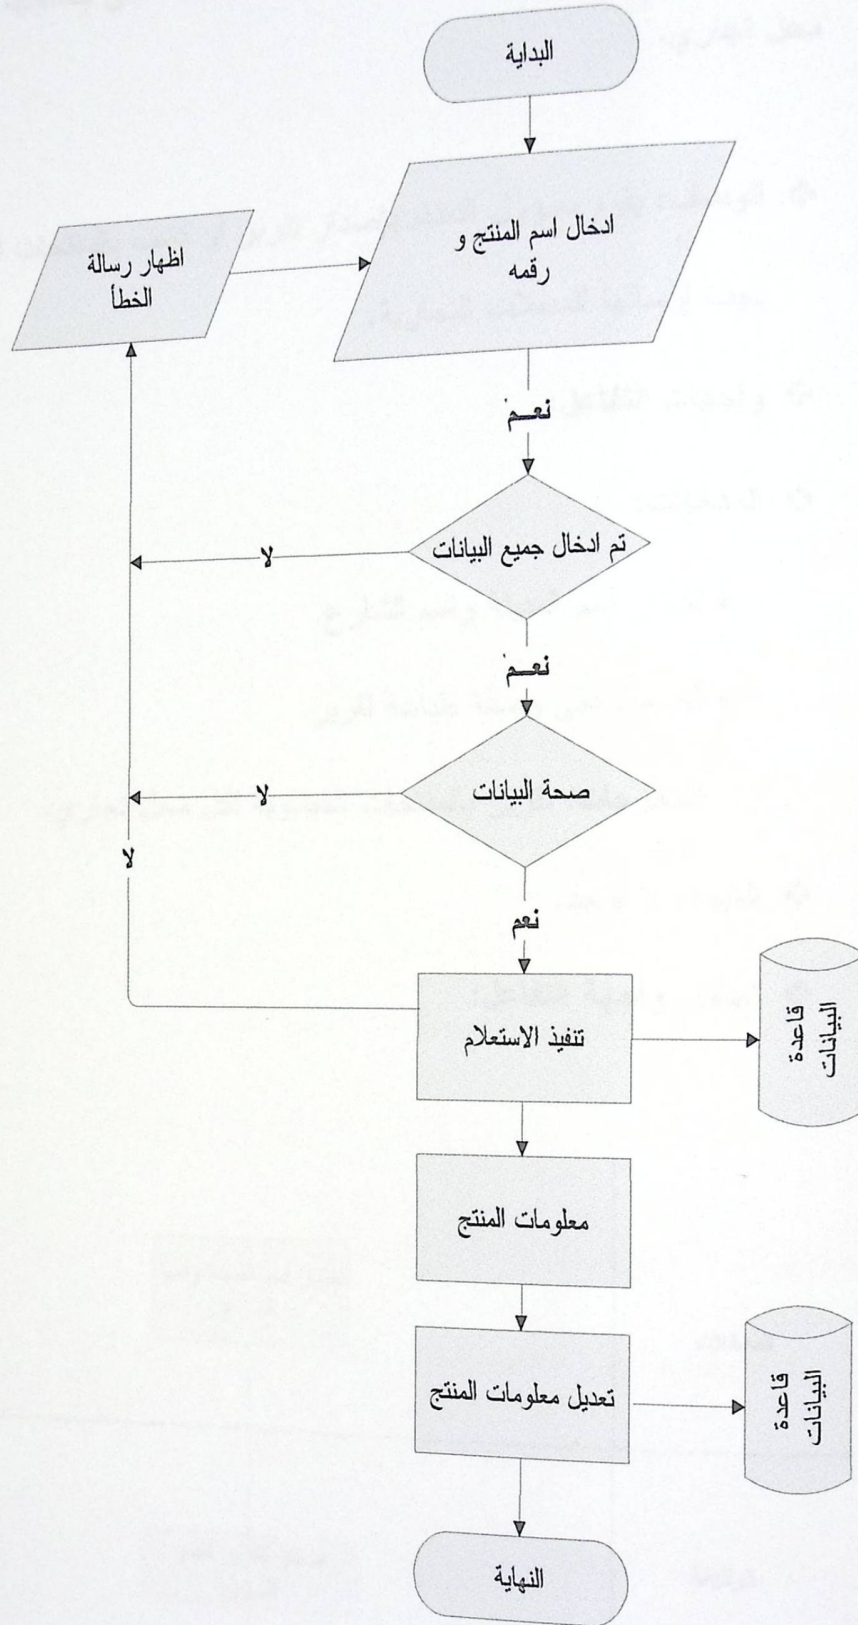 البداية
ادخال اسم المنتج و
رقمه
اظهار رسالة
الخطأ
نعم
تم ادخال جميع البيانات
لا
نعم
صحة البيانات
لا
لا
نعم
تنفيذ الاستعلام
قاعدة
البيانات
معلومات المنتج
تعديل معلومات المنتج
قاعدة
البيانات
النهاية